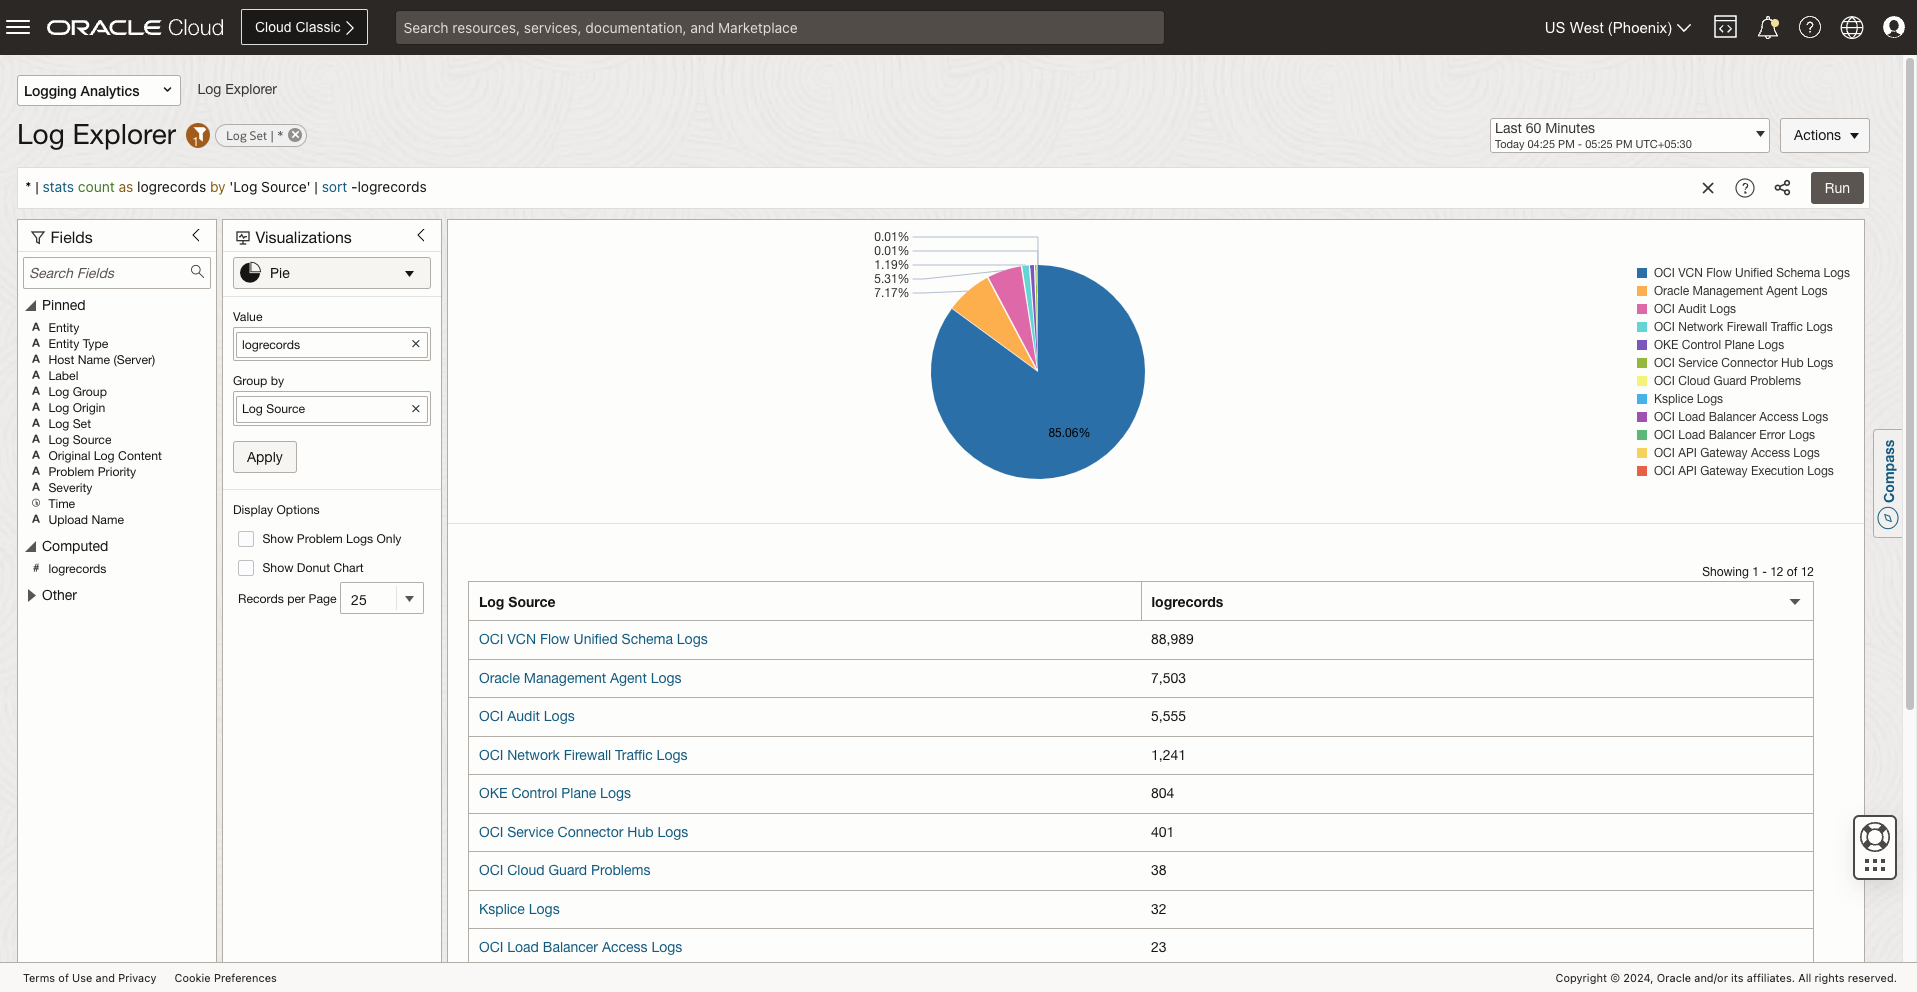 ORACLE Cloud
Cloud Classic
Search resources, services, documentation, and Marketplace
US West (Phoenix)
Logging Analytics
Log Explorer
Log Explorer
1
Log Set | *
Last 60 Minutes
Today 04:25 PM - 05:25 PM UTC+05:30
Actions
* | stats count as logrecords by 'Log Source' | sort -logrecords
Run
Fields
Search Fields
Pinned
A Entity
A Entity Type
A Host Name (Server)
A Label
A Log Group
A Log Origin
A Log Set
A Log Source
A Original Log Content
A Problem Priority
A Severity
Time
A Upload Name
Computed
# logrecords
Other
Visualizations
Pie
Value
logrecords
Group by
Log Source
Apply
Display Options
Show Problem Logs Only
Show Donut Chart
Records per Page 25
0.01%
0.01%
1.19%
5.31%
7.17%
85.06%
OCI VCN Flow Unified Schema Logs
Oracle Management Agent Logs
OCI Audit Logs
OCI Network Firewall Traffic Logs
OKE Control Plane Logs
OCI Service Connector Hub Logs
OCI Cloud Guard Problems
Ksplice Logs
OCI Load Balancer Access Logs
OCI Load Balancer Error Logs
OCI API Gateway Access Logs
OCI API Gateway Execution Logs
Compass
Showing 1 - 12 of 12
Log Source logrecords
OCI VCN Flow Unified Schema Logs 88,989
Oracle Management Agent Logs 7,503
OCI Audit Logs 5,555
OCI Network Firewall Traffic Logs 1,241
OKE Control Plane Logs 804
OCI Service Connector Hub Logs 401
OCI Cloud Guard Problems 38
Ksplice Logs 32
OCI Load Balancer Access Logs 23
Terms of Use and Privacy Cookie Preferences
Copyright © 2024, Oracle and/or its affiliates. All rights reserved.